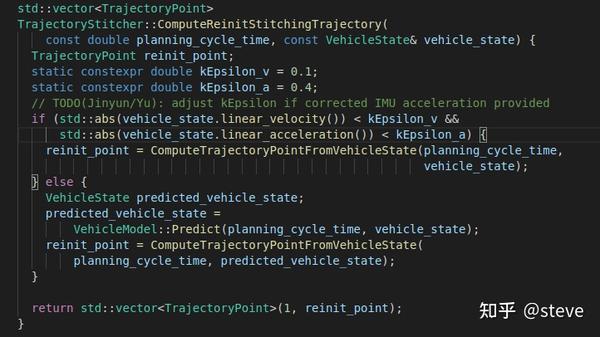 std::vector<TrajectoryPoint>
TrajectoryStitcher::ComputeReinitStitchingTrajectory(
    const double planning_cycle_time, const VehicleState& vehicle_state) {
  TrajectoryPoint reinit_point;
  static constexpr double kEpsilon_v = 0.1;
  static constexpr double kEpsilon_a = 0.4;
  // TODO(Jinyun/Yu): adjust kEpsilon if corrected IMU acceleration provided
  if (std::abs(vehicle_state.linear_velocity()) < kEpsilon_v &&
      std::abs(vehicle_state.linear_acceleration()) < kEpsilon_a) {
    reinit_point = ComputeTrajectoryPointFromVehicleState(planning_cycle_time,
                                                          vehicle_state);
  } else {
    VehicleState predicted_vehicle_state;
    predicted_vehicle_state =
        VehicleModel::Predict(planning_cycle_time, vehicle_state);
    reinit_point = ComputeTrajectoryPointFromVehicleState(
        planning_cycle_time, predicted_vehicle_state);
  }
  return std::vector<TrajectoryPoint>(1, reinit_point);
}
知乎 @steve